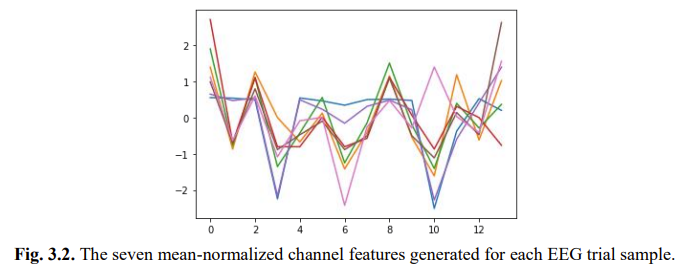 2
1
0
−1
−2
0 2 4 6 8 10 12
Fig. 3.2. The seven mean-normalized channel features generated for each EEG trial sample.